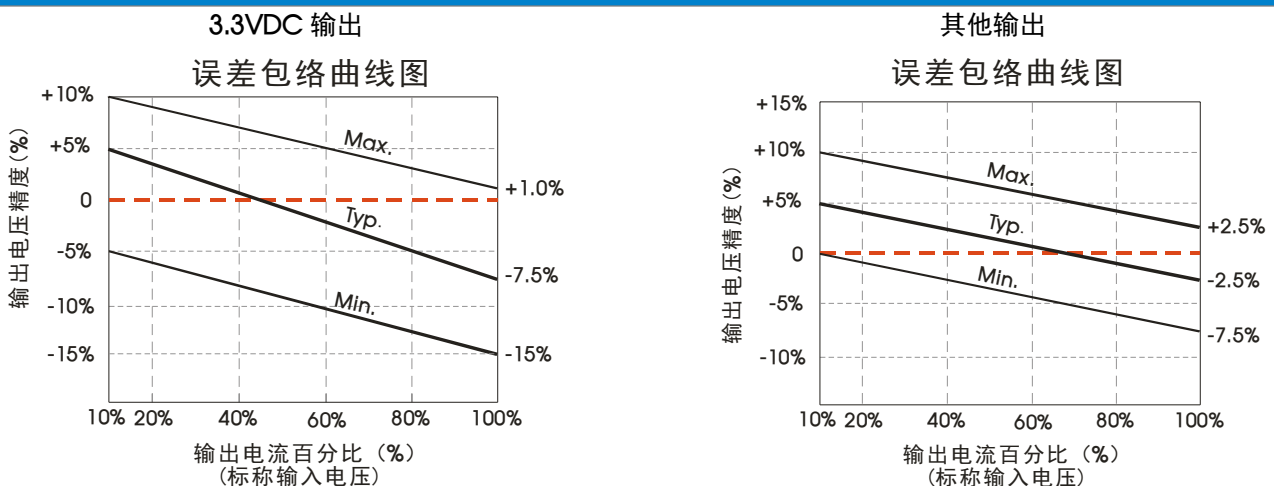 3.3VDC 输出
误差包络曲线图
输出电压精度(%)
+10%
+5%
0
-5%
-10%
-15%
Max.
Typ.
Min.
+1.0%
-7.5%
-15%
10% 20% 40% 60% 80% 100%
输出电流百分比 (%)
(标称输入电压)
其他输出
误差包络曲线图
输出电压精度(%)
+15%
+10%
+5%
0
-5%
-10%
Max.
Typ.
Min.
+2.5%
-2.5%
-7.5%
10% 20% 40% 60% 80% 100%
输出电流百分比 (%)
(标称输入电压)